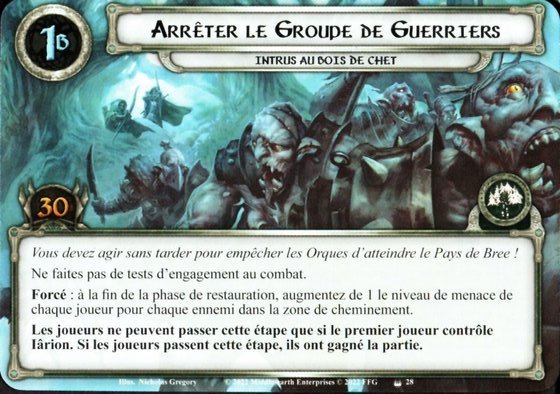 1B
ARRÊTER LE GROUPE DE GUERRIERS
INTRUS AU BOIS DE CHET
30
Vous devez agir sans tarder pour empêcher les Orques d'atteindre le Pays de Bree !
Ne faites pas de tests d'engagement au combat.
Forcé : à la fin de la phase de restauration, augmentez de 1 le niveau de menace de
chaque joueur pour chaque ennemi dans la zone de cheminement.
Les joueurs ne peuvent passer cette étape que si le premier joueur contrôle
Iârion. Si les joueurs passent cette étape, ils ont gagné la partie.
Illus. Nicholas Gregory © 2022 Middle-earth Enterprises © 2022 FFG 28